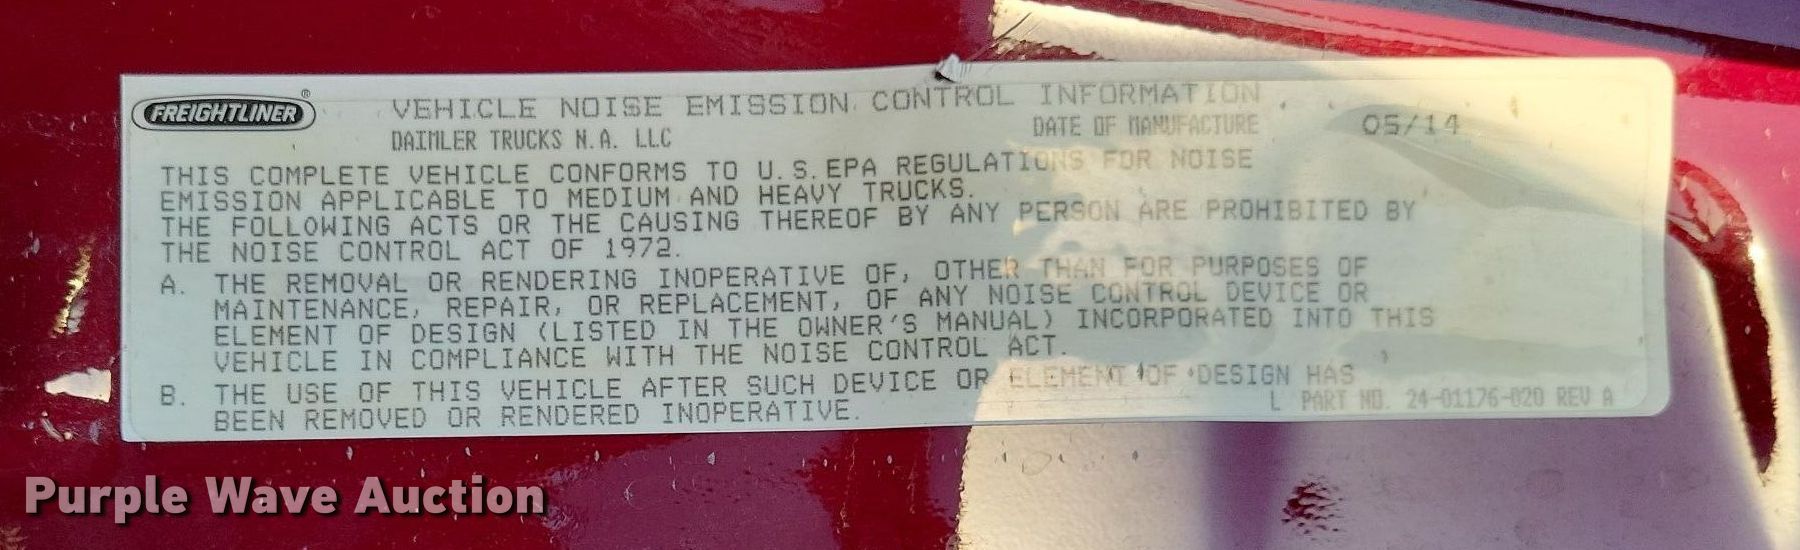 FREIGHTLINER ®
VEHICLE NOISE EMISSION CONTROL INFORMATION
DAIMLER TRUCKS N.A. LLC DATE OF MANUFACTURE 05/14
THIS COMPLETE VEHICLE CONFORMS TO U.S.EPA REGULATIONS FOR NOISE
EMISSION APPLICABLE TO MEDIUM AND HEAVY TRUCKS.
THE FOLLOWING ACTS OR THE CAUSING THEREOF BY ANY PERSON ARE PROHIBITED BY
THE NOISE CONTROL ACT OF 1972.
A. THE REMOVAL OR RENDERING INOPERATIVE OF, OTHER THAN FOR PURPOSES OF
MAINTENANCE, REPAIR, OR REPLACEMENT, OF ANY NOISE CONTROL DEVICE OR
ELEMENT OF DESIGN (LISTED IN THE OWNER'S MANUAL) INCORPORATED INTO THIS
VEHICLE IN COMPLIANCE WITH THE NOISE CONTROL ACT.
B. THE USE OF THIS VEHICLE AFTER SUCH DEVICE OR ELEMENT OF DESIGN HAS
BEEN REMOVED OR RENDERED INOPERATIVE.
L PART NO. 24-01176-020 REV A
Purple Wave Auction